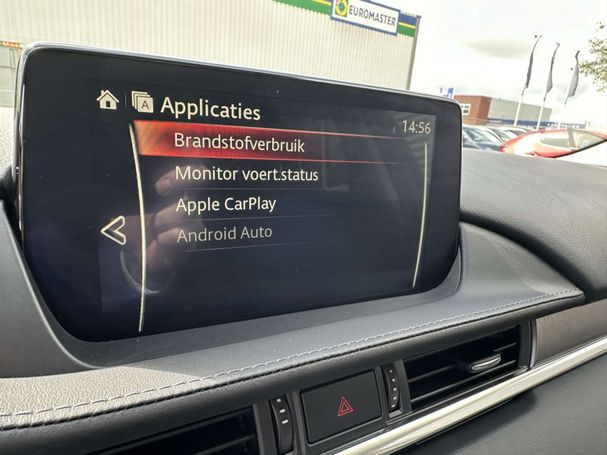 EUROMASTER
A Applicaties
14:56
Brandstofverbruik
Monitor voert.status
Apple CarPlay
Android Auto